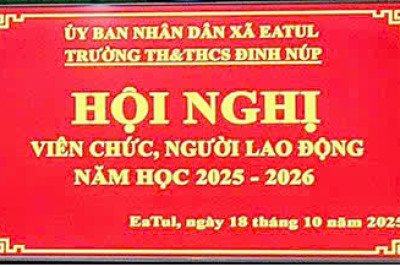 ỦY BAN NHÂN DÂN XÃ EATUL
TRƯỜNG TH&THCS ĐINH NÚP
HỘI NGHỊ
VIÊN CHỨC, NGƯỜI LAO ĐỘNG
NĂM HỌC 2025 - 2026
EaTul, ngày 18 tháng 10 năm 2025